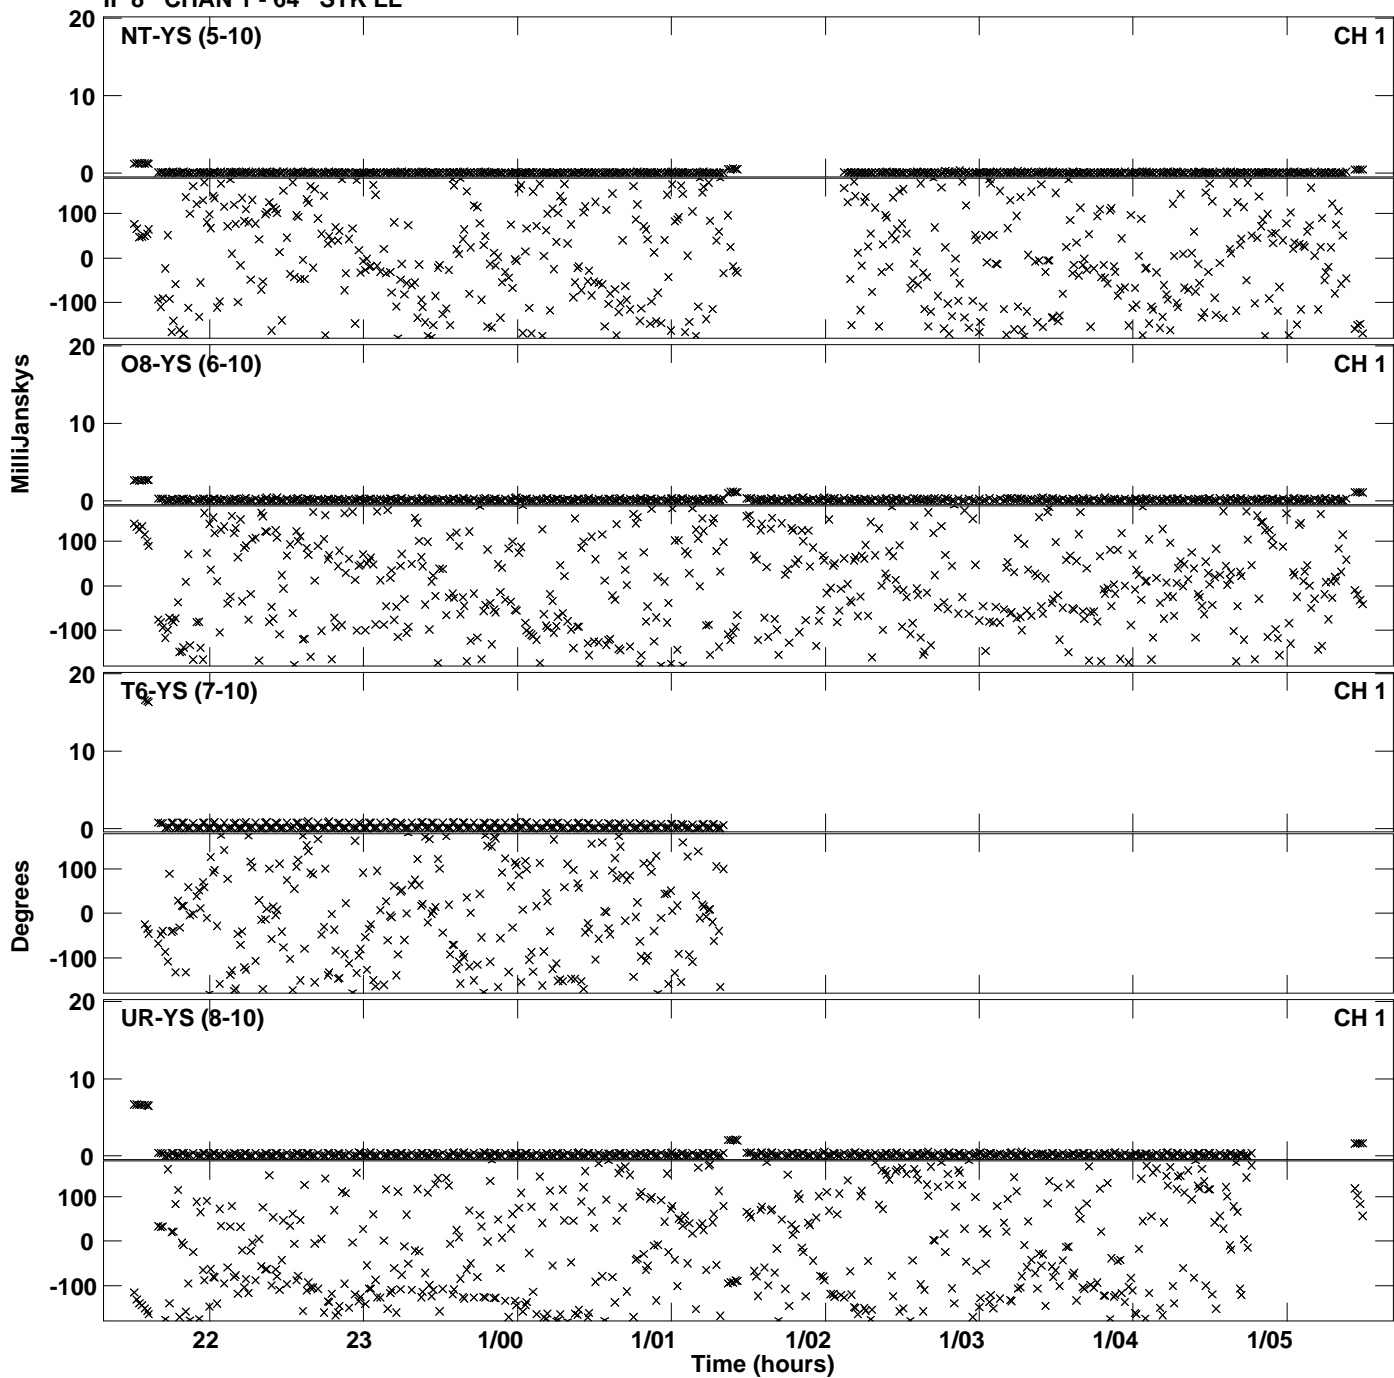 IF 8 CHAN 1 - 64 STK LL
20
NT-YS (5-10)
CH 1
10
0
100
0
-100
20
O8-YS (6-10)
CH 1
10
0
100
0
-100
20
T6-YS (7-10)
CH 1
10
0
100
0
-100
20
UR-YS (8-10)
CH 1
10
0
100
0
-100
MilliJanskys
Degrees
22 23 1/00 1/01 1/02 1/03 1/04 1/05
Time (hours)